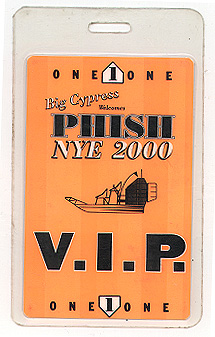 ONE 1 ONE
Big Cypress
Welcomes
PHISH
NYE 2000
V.I.P.
ONE 1 ONE